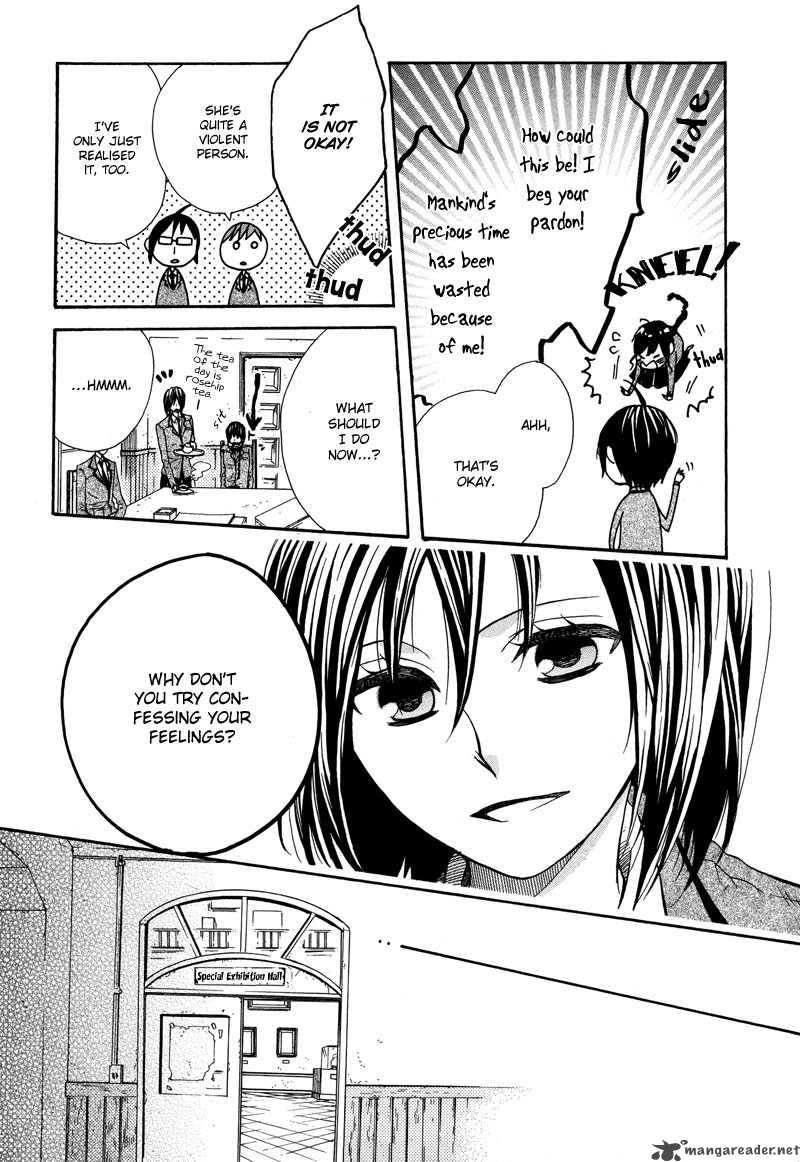 slide
How could
this be! I
beg your
pardon!
Mankind's
precious time
has been
wasted
because
of me!
KNEEL!
thud
AHH,
THAT'S
OKAY.
IT
IS NOT
OKAY!
thud
thud
SHE'S
QUITE A
VIOLENT
PERSON.
I'VE
ONLY JUST
REALISED
IT, TOO.
WHAT
SHOULD
I DO
NOW...?
sit
The tea
of the
day is
rosehip
tea
...HMMM.
WHY DON'T
YOU TRY CON-
FESSING YOUR
FEELINGS?
Special Exhibition Hall
mangareader.net